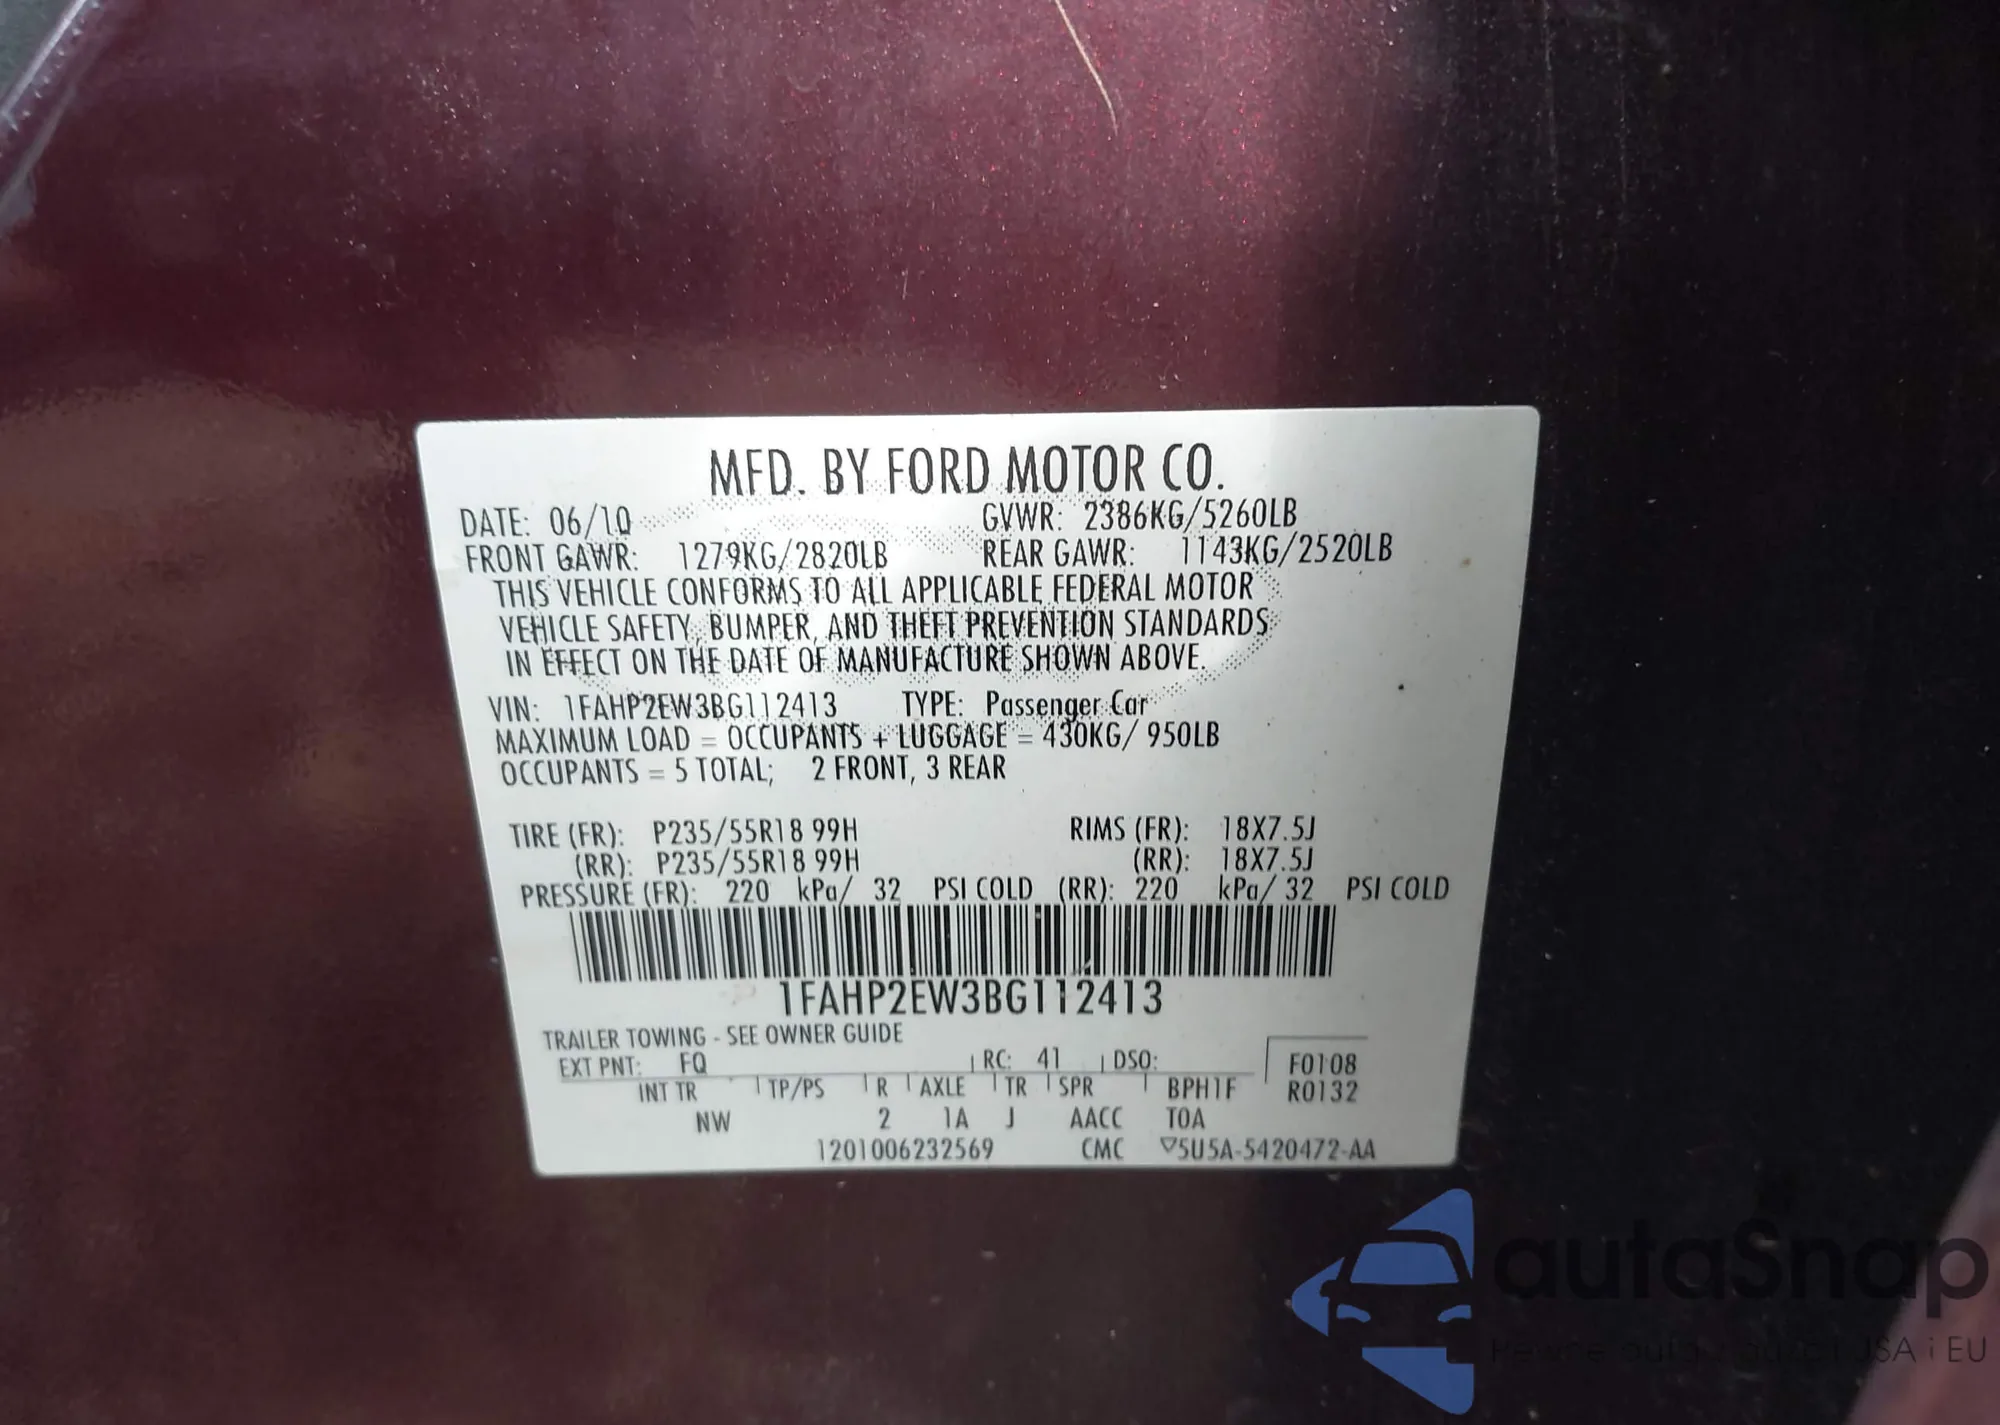 MFD. BY FORD MOTOR CO.
DATE: 06/10 GVWR: 2386KG/5260LB
FRONT GAWR: 1279KG/2820LB REAR GAWR: 1143KG/2520LB
THIS VEHICLE CONFORMS TO ALL APPLICABLE FEDERAL MOTOR
VEHICLE SAFETY, BUMPER, AND THEFT PREVENTION STANDARDS
IN EFFECT ON THE DATE OF MANUFACTURE SHOWN ABOVE.
VIN: 1FAHP2EW3BG112413 TYPE: Passenger Car
MAXIMUM LOAD = OCCUPANTS + LUGGAGE = 430KG/ 950LB
OCCUPANTS = 5 TOTAL; 2 FRONT, 3 REAR
TIRE (FR): P235/55R18 99H RIMS (FR): 18X7.5J
(RR): P235/55R18 99H (RR): 18X7.5J
PRESSURE (FR): 220 kPa/ 32 PSI COLD (RR): 220 kPa/ 32 PSI COLD
1FAHP2EW3BG112413
TRAILER TOWING - SEE OWNER GUIDE
EXT PNT: FQ RC: 41 DSO: F0108
INT TR TP/PS R AXLE TR SPR BPH1F R0132
NW 2 1A J AACC TOA
1201006232569 CMC ▽5U5A-5420472-AA
autaSnap
USA i EU